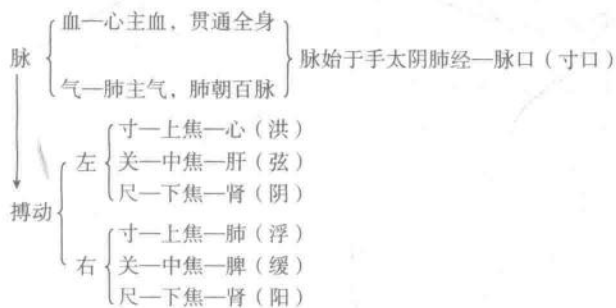 血—心主血，贯通全身
脉
脉始于手太阴肺经—脉口（寸口）
气—肺主气，肺朝百脉
寸—上焦—心（洪）
左
关—中焦—肝（弦）
尺—下焦—肾（阴）
搏动
寸—上焦—肺（浮）
右
关—中焦—脾（缓）
尺—下焦—肾（阳）